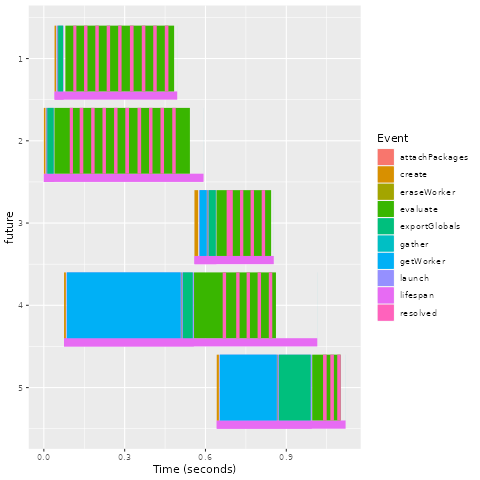 1
2
3
4
5
future
0.0 0.3 0.6 0.9
Time (seconds)
Event
attachPackages
create
eraseWorker
evaluate
exportGlobals
gather
getWorker
launch
lifespan
resolved